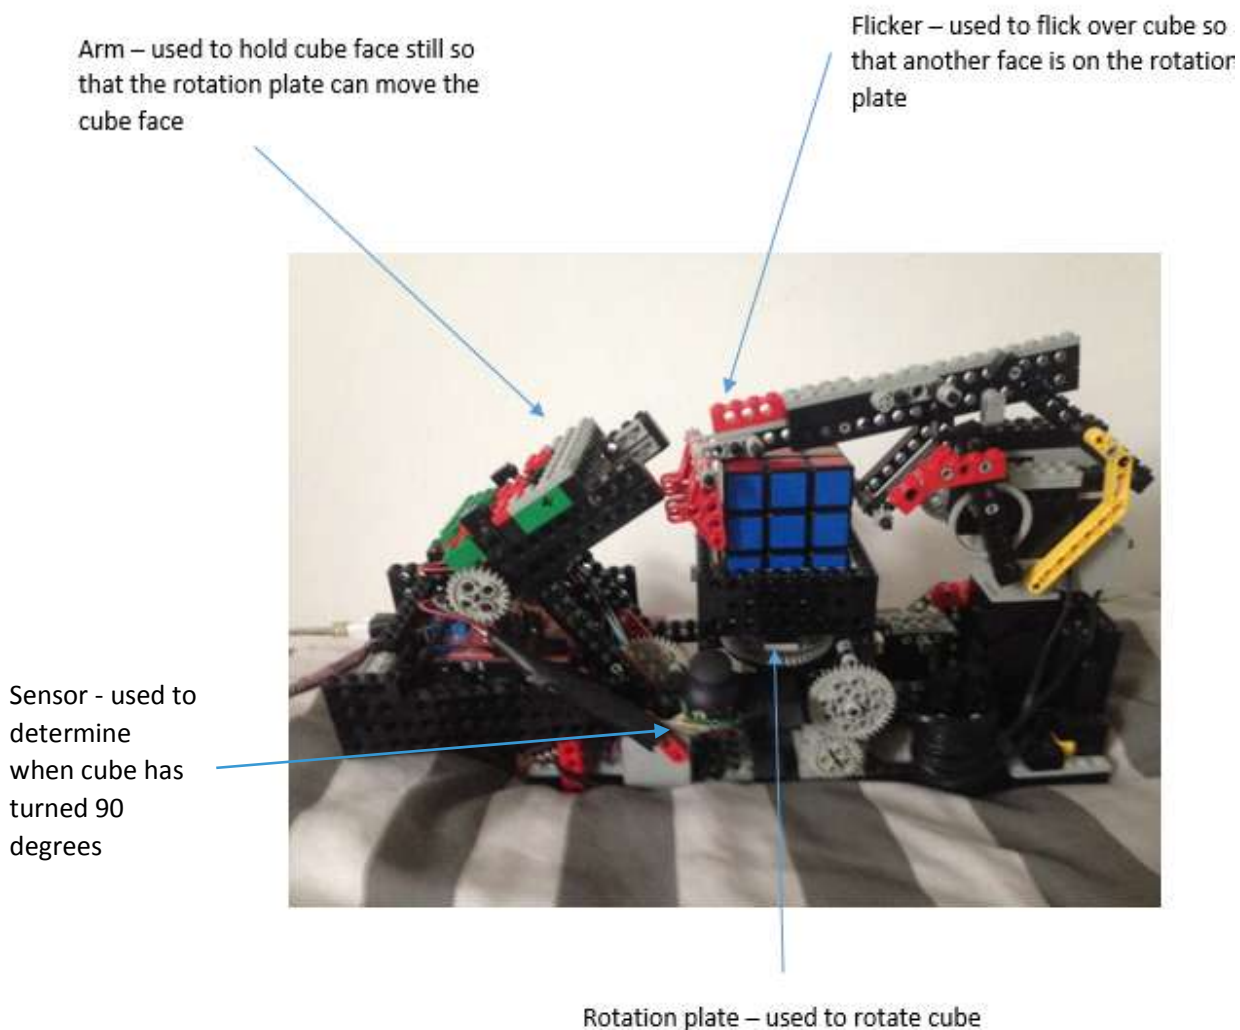 Arm – used to hold cube face still so
that the rotation plate can move the
cube face
Flicker – used to flick over cube so
that another face is on the rotation
plate
Sensor - used to
determine
when cube has
turned 90
degrees
Rotation plate – used to rotate cube